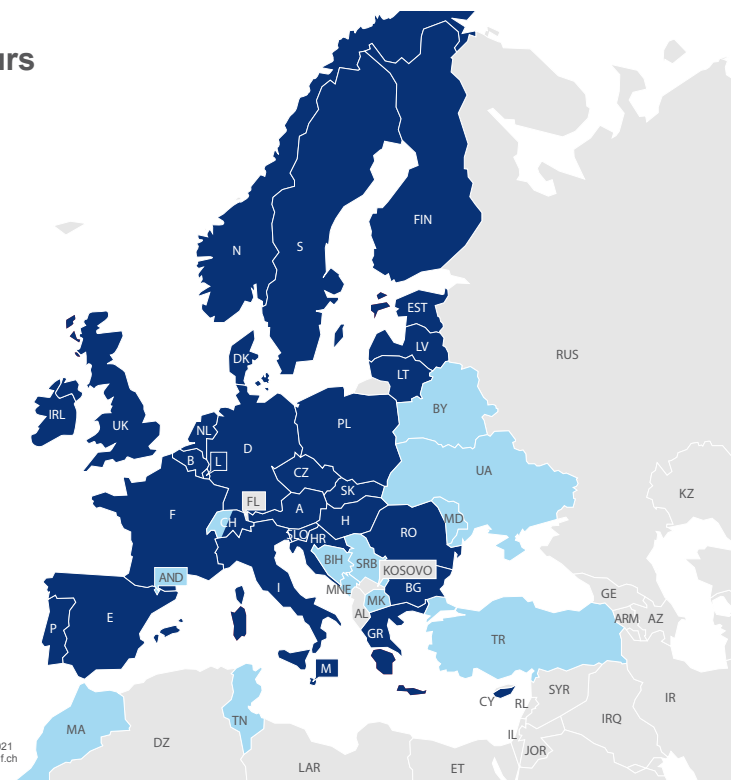 urs
N
S
FIN
EST
LV
LT
RUS
DK
IRL
UK
BY
NL
PL
D
B
L
UA
CZ
SK
KZ
FL
A
F
CH
H
MD
RO
SLO
HR
BIH
SRB
KOSOVO
AND
BG
I
MNE
MK
GE
AL
E
P
ARM
AZ
GR
TR
M
SYR
CY
RL
IR
TN
MA
IRQ
DZ
IL
JOR
021
f.ch
LAR
ET